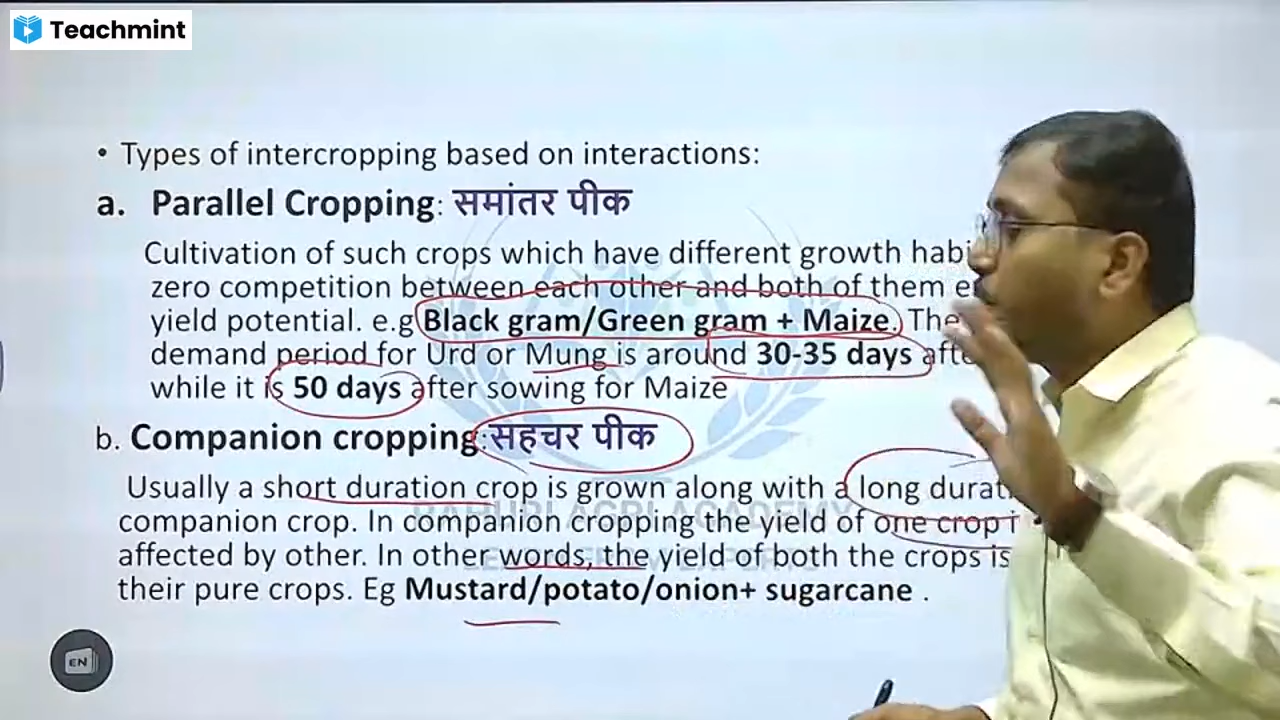 Teachmint
• Types of intercropping based on interactions:
a. Parallel Cropping: समांतर पीक
Cultivation of such crops which have different growth habi
zero competition between each other and both of them e
yield potential. e.g Black gram/Green gram + Maize. The
demand period for Urd or Mung is around 30-35 days afte
while it is 50 days after sowing for Maize
b. Companion cropping:सहचर पीक
Usually a short duration crop is grown along with a long durat
companion crop. In companion cropping the yield of one crop i
affected by other. In other words, the yield of both the crops is
their pure crops. Eg Mustard/potato/onion+ sugarcane .
RAHURI AGRI ACADEMY
EN